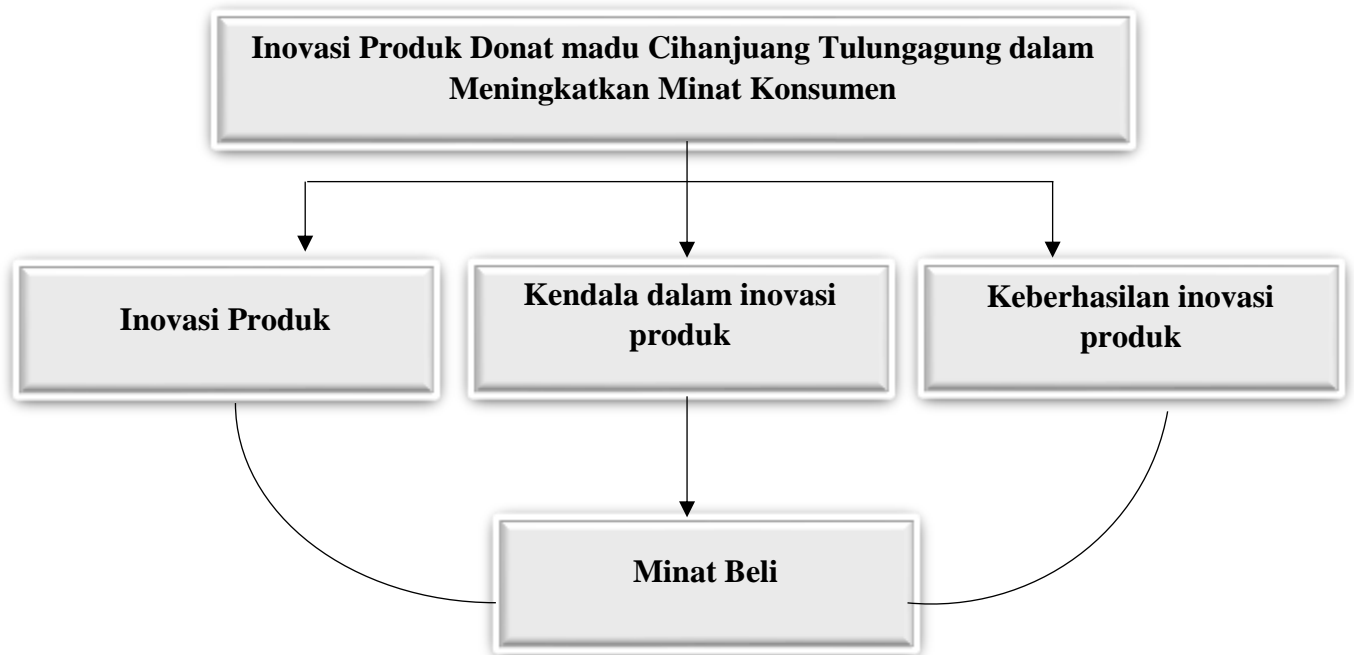 Inovasi Produk Donat madu Cihanjuang Tulungagung dalam
Meningkatkan Minat Konsumen
Inovasi Produk
Kendala dalam inovasi
produk
Keberhasilan inovasi
produk
Minat Beli